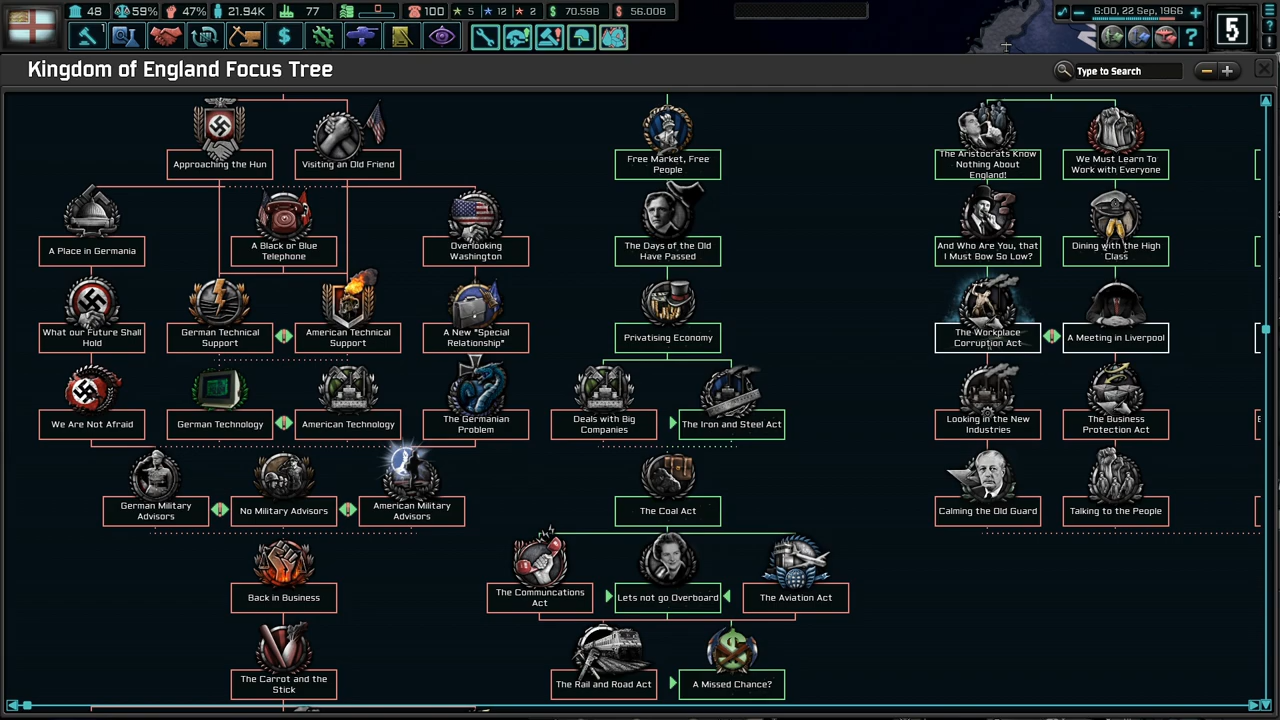 48 59% 47% 21.94K 77 100 5 12 2 $ 70.59B $ 56.00B 6:00, 22 Sep, 1966 5
1
Kingdom of England Focus Tree
Type to Search
Approaching the Hun
Visiting an Old Friend
Free Market, Free
People
The Aristocrats Know
Nothing About
England!
We Must Learn To
Work with Everyone
A Place in Germania
A Black or Blue
Telephone
Overlooking
Washington
The Days of the Old
Have Passed
And Who Are You, that
I Must Bow So Low?
Dining with the High
Class
What our Future Shall
Hold
German Technical
Support
American Technical
Support
A New "Special
Relationship"
Privatising Economy
The Workplace
Corruption Act
A Meeting in Liverpool
We Are Not Afraid
German Technology
American Technology
The Germanian
Problem
Deals with Big
Companies
The Iron and Steel Act
Looking in the New
Industries
The Business
Protection Act
German Military
Advisors
No Military Advisors
American Military
Advisors
The Coal Act
Calming the Old Guard
Talking to the People
Back in Business
The Communcations
Act
Lets not go Overboard
The Aviation Act
The Carrot and the
Stick
The Rail and Road Act
A Missed Chance?